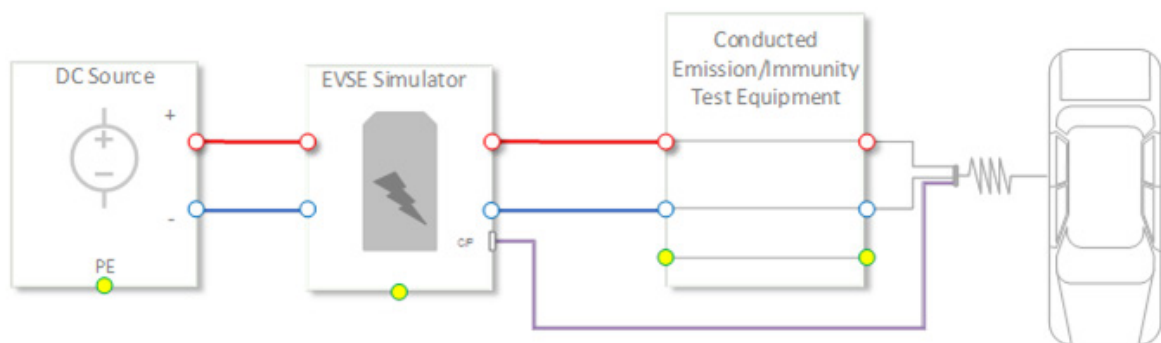 DC Source
+
-
PE
EVSE Simulator
CP
Conducted
Emission/Immunity
Test Equipment